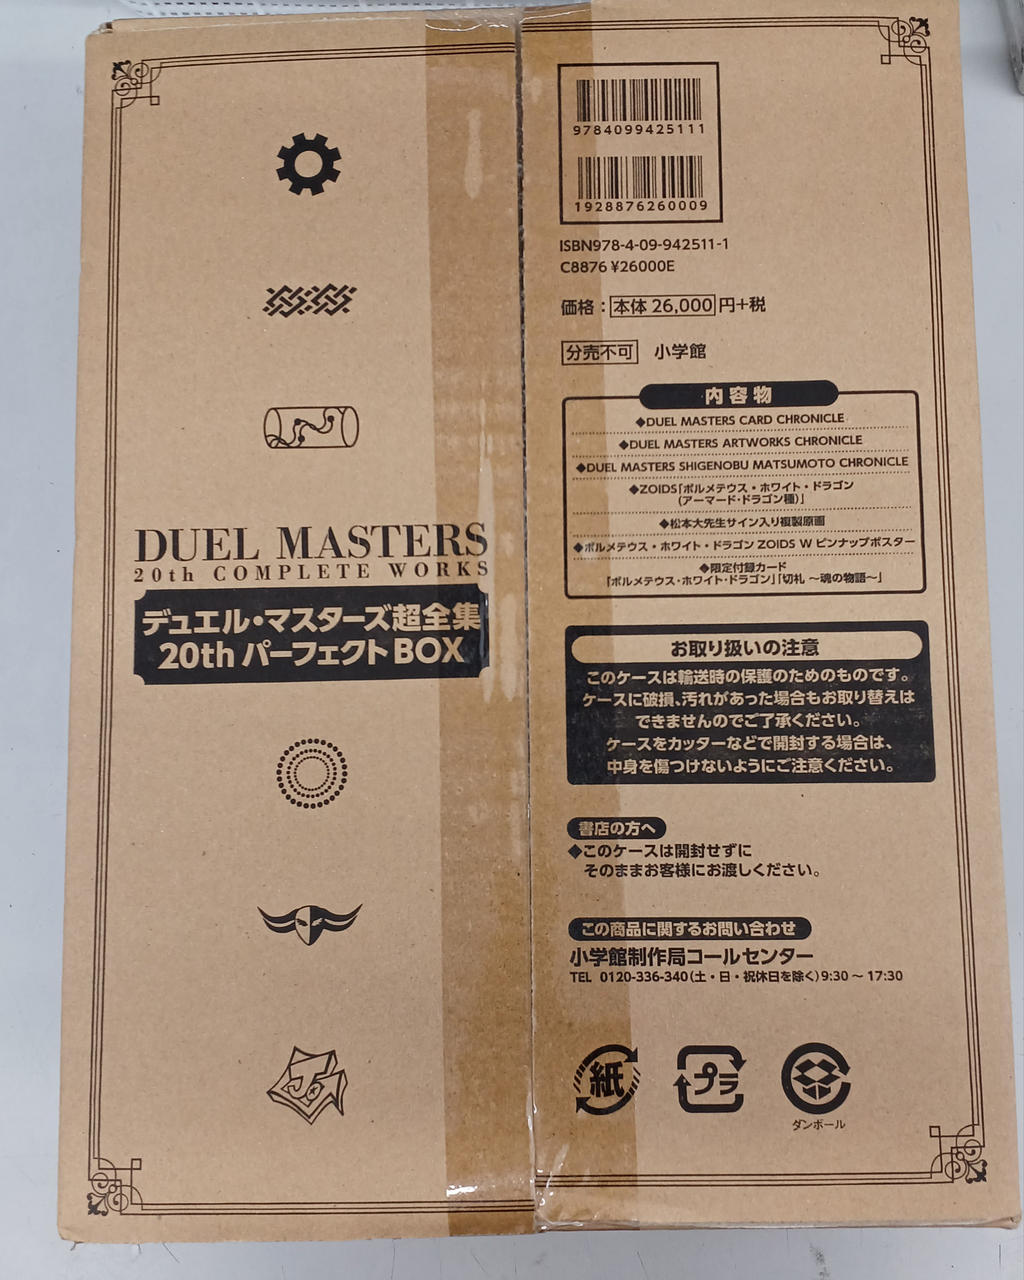 DUEL MASTERS
20th COMPLETE WORKS
デュエル・マスターズ超全集
20th パーフェクト BOX
9784099425111
1928876260009
ISBN978-4-09-942511-1
C8876 ¥26000E
価格：本体 26,000 円+税
分売不可 小学館
内容物
◆DUEL MASTERS CARD CHRONICLE
◆DUEL MASTERS ARTWORKS CHRONICLE
◆DUEL MASTERS SHIGENOBU MATSUMOTO CHRONICLE
◆ZOIDS「ボルメテウス・ホワイト・ドラゴン
(アーマード・ドラゴン種)」
◆松本大先生サイン入り複製原画
◆ボルメテウス・ホワイト・ドラゴン ZOIDS W ピンナップポスター
◆限定付録カード
「ボルメテウス・ホワイト・ドラゴン」「切札 ～魂の物語～」
お取り扱いの注意
このケースは輸送時の保護のためのものです。
ケースに破損、汚れがあった場合もお取り替えは
できませんのでご了承ください。
ケースをカッターなどで開封する場合は、
中身を傷つけないようにご注意ください。
書店の方へ
◆このケースは開封せずに
そのままお客様にお渡しください。
この商品に関するお問い合わせ
小学館制作局コールセンター
TEL 0120-336-340（土・日・祝休日を除く）9:30 ～ 17:30
紙
プラ
ダンボール